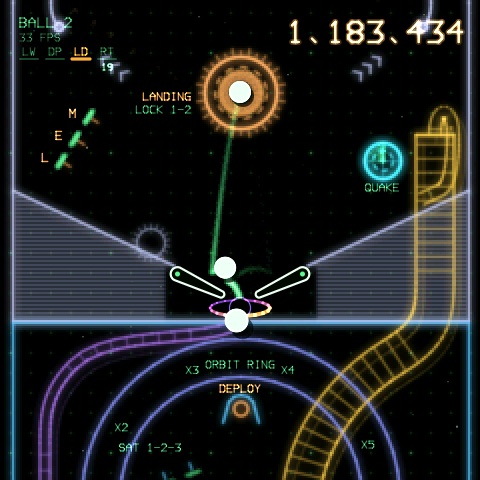 BALL 2
1.183.434
33 FPS
LW DP LD RT
19
LANDING
LOCK 1-2
M
E
L
QUAKE
ORBIT RING
X3 X4
DEPLOY
X2
X5
SAT 1-2-3